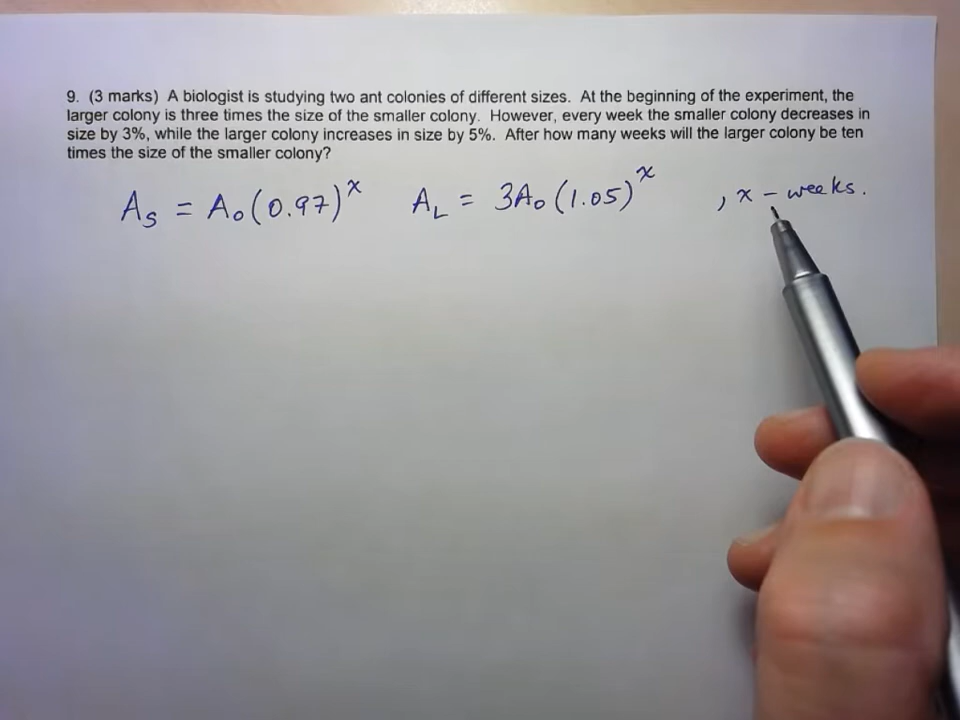 9. (3 marks) A biologist is studying two ant colonies of different sizes. At the beginning of the experiment, the
larger colony is three times the size of the smaller colony. However, every week the smaller colony decreases in
size by 3%, while the larger colony increases in size by 5%. After how many weeks will the larger colony be ten
times the size of the smaller colony?
A_S = A_0(0.97)^x A_L = 3A_0(1.05)^x , x - weeks.